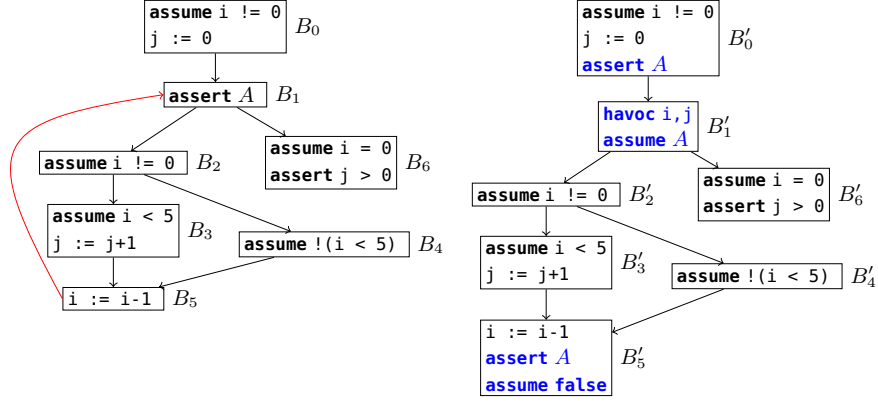 assume i != 0
j := 0
B₀
assert A
B₁
assume i != 0
B₂
assume i = 0
assert j > 0
B₆
assume i < 5
j := j+1
B₃
assume !(i < 5)
B₄
i := i-1
B₅
assume i != 0
j := 0
assert A
B′₀
havoc i,j
assume A
B′₁
assume i != 0
B′₂
assume i = 0
assert j > 0
B′₆
assume i < 5
j := j+1
B′₃
assume !(i < 5)
B′₄
i := i-1
assert A
assume false
B′₅